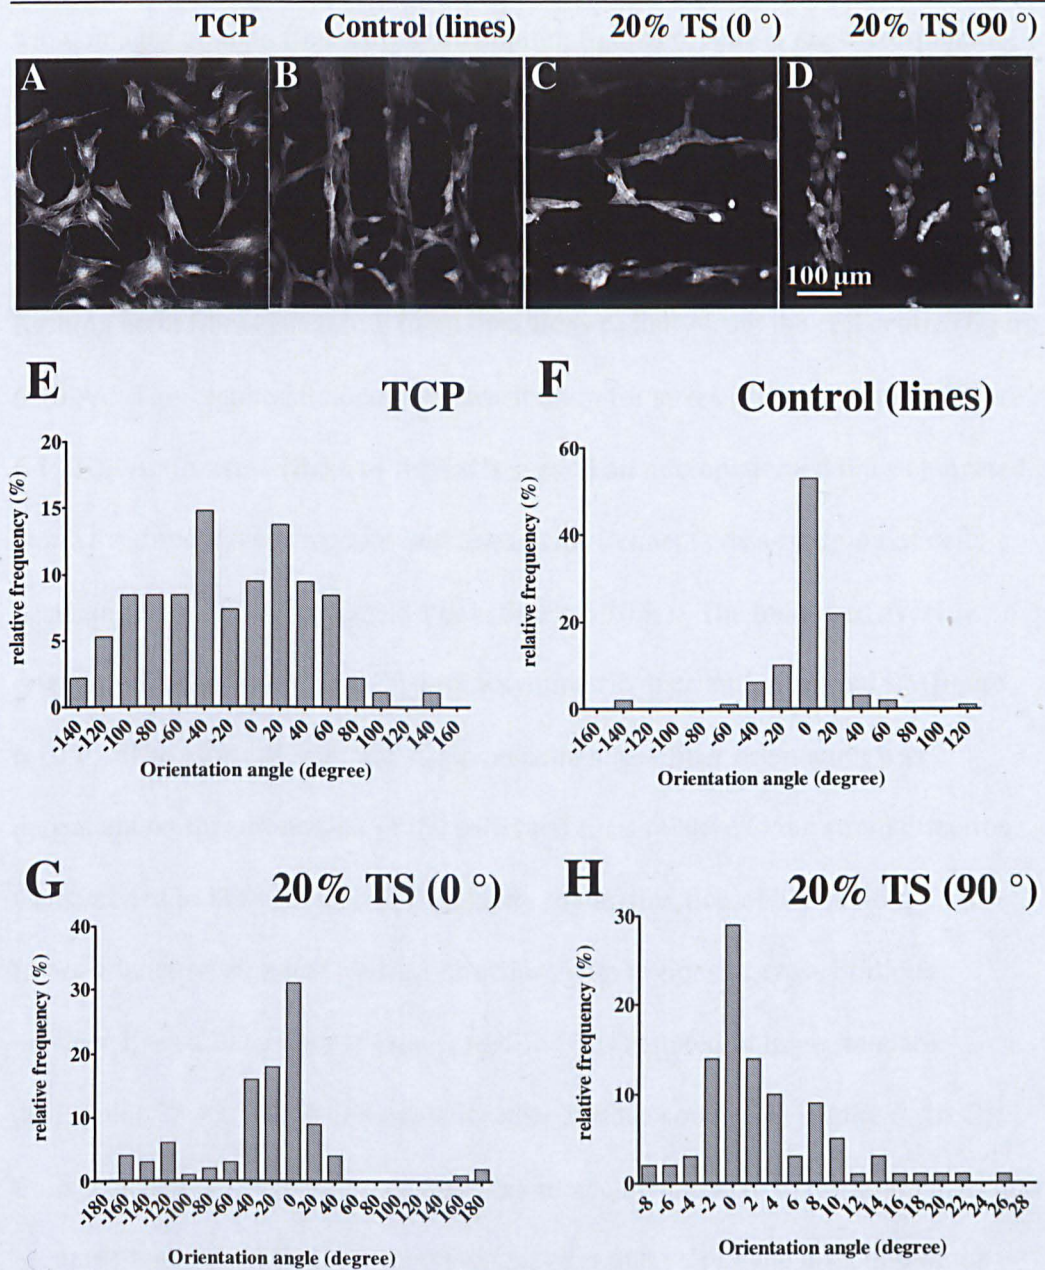 TCP Control (lines) 20% TS (0 °) 20% TS (90 °)
A B C D
100 µm
E TCP
relative frequency (%)
20
15
10
5
0
-140 -120 -100 -80 -60 -40 -20 0 20 40 60 80 100 120 140 160
Orientation angle (degree)
F Control (lines)
relative frequency (%)
60
40
20
0
-160 -140 -120 -100 -80 -60 -40 -20 0 20 40 60 80 100 120
Orientation angle (degree)
G 20% TS (0 °)
relative frequency (%)
40
30
20
10
0
-180 -160 -140 -120 -100 -80 -60 -40 -20 0 20 40 60 80 100 120 140 160 180
Orientation angle (degree)
H 20% TS (90 °)
relative frequency (%)
30
20
10
0
-8 -6 -4 -2 0 2 4 6 8 10 12 14 16 18 20 22 24 26 28
Orientation angle (degree)